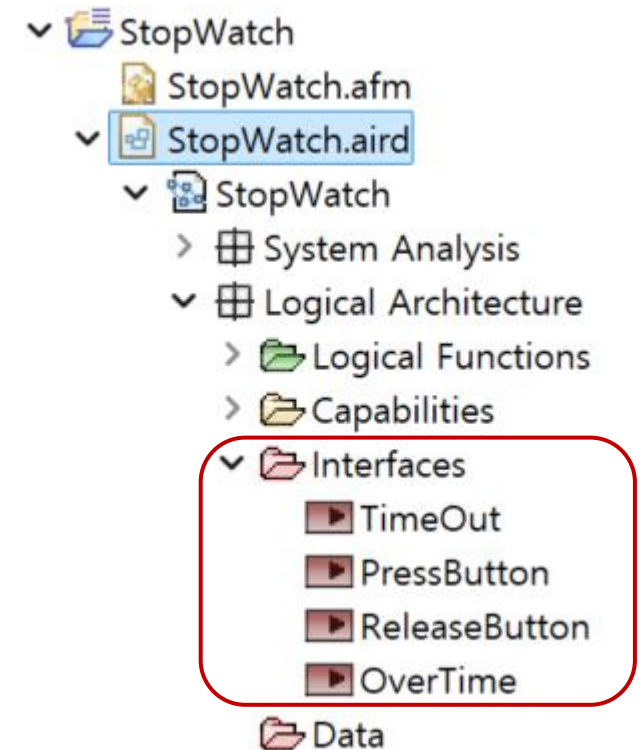 StopWatch
StopWatch.afm
StopWatch.aird
StopWatch
System Analysis
Logical Architecture
Logical Functions
Capabilities
Interfaces
TimeOut
PressButton
ReleaseButton
OverTime
Data